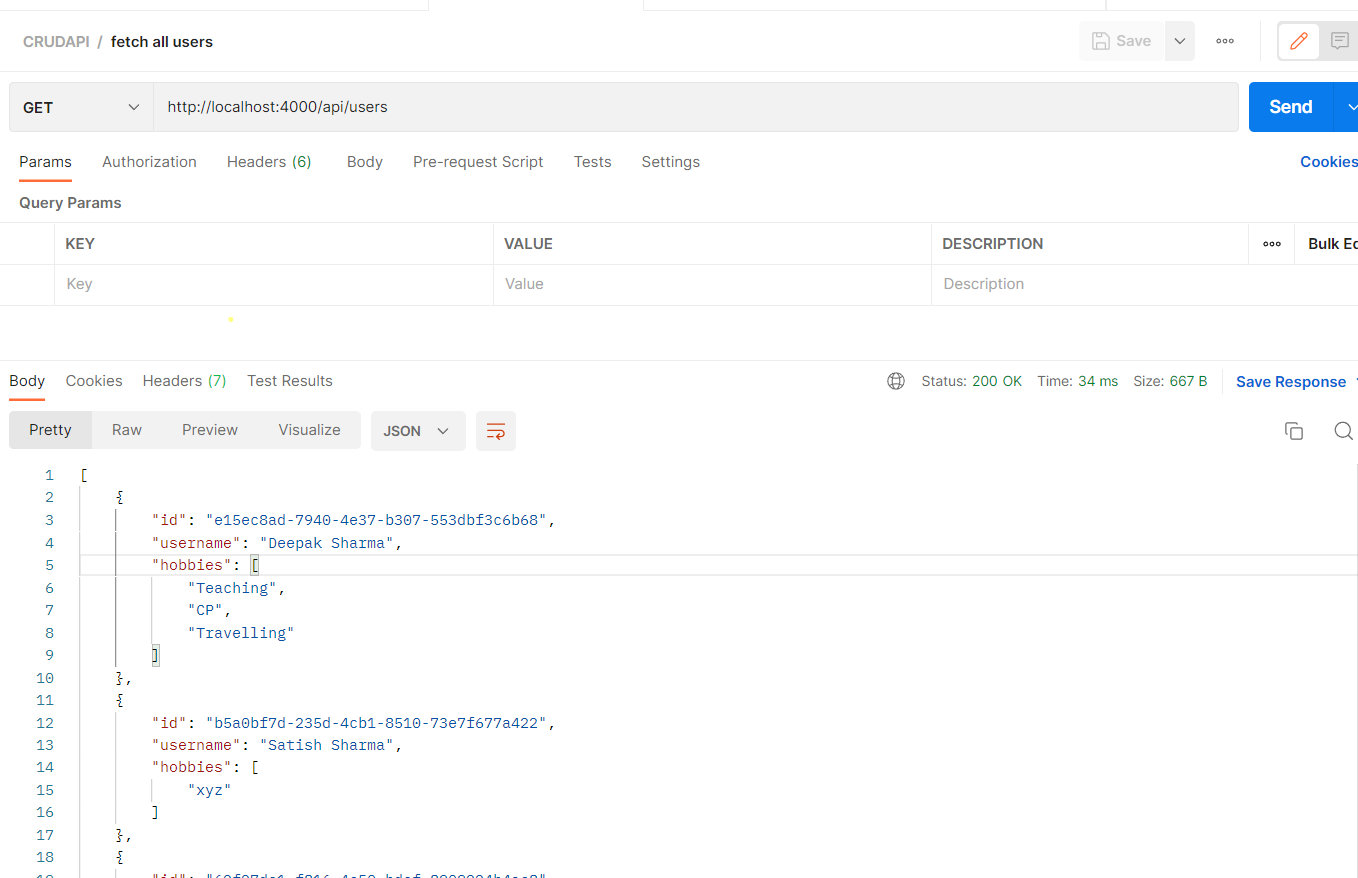 CRUDAPI / fetch all users
Save
GET http://localhost:4000/api/users Send
Params Authorization Headers (6) Body Pre-request Script Tests Settings Cookies
Query Params
KEY VALUE DESCRIPTION Bulk
Key Value Description
Body Cookies Headers (7) Test Results Status: 200 OK Time: 34 ms Size: 667 B Save Response
Pretty Raw Preview Visualize JSON
1 [
2 {
3 "id": "e15ec8ad-7940-4e37-b307-553dbf3c6b68",
4 "username": "Deepak Sharma",
5 "hobbies": [
6 "Teaching",
7 "CP",
8 "Travelling"
9 ]
10 },
11 {
12 "id": "b5a0bf7d-235d-4cb1-8510-73e7f677a422",
13 "username": "Satish Sharma",
14 "hobbies": [
15 "xyz"
16 ]
17 },
18 {